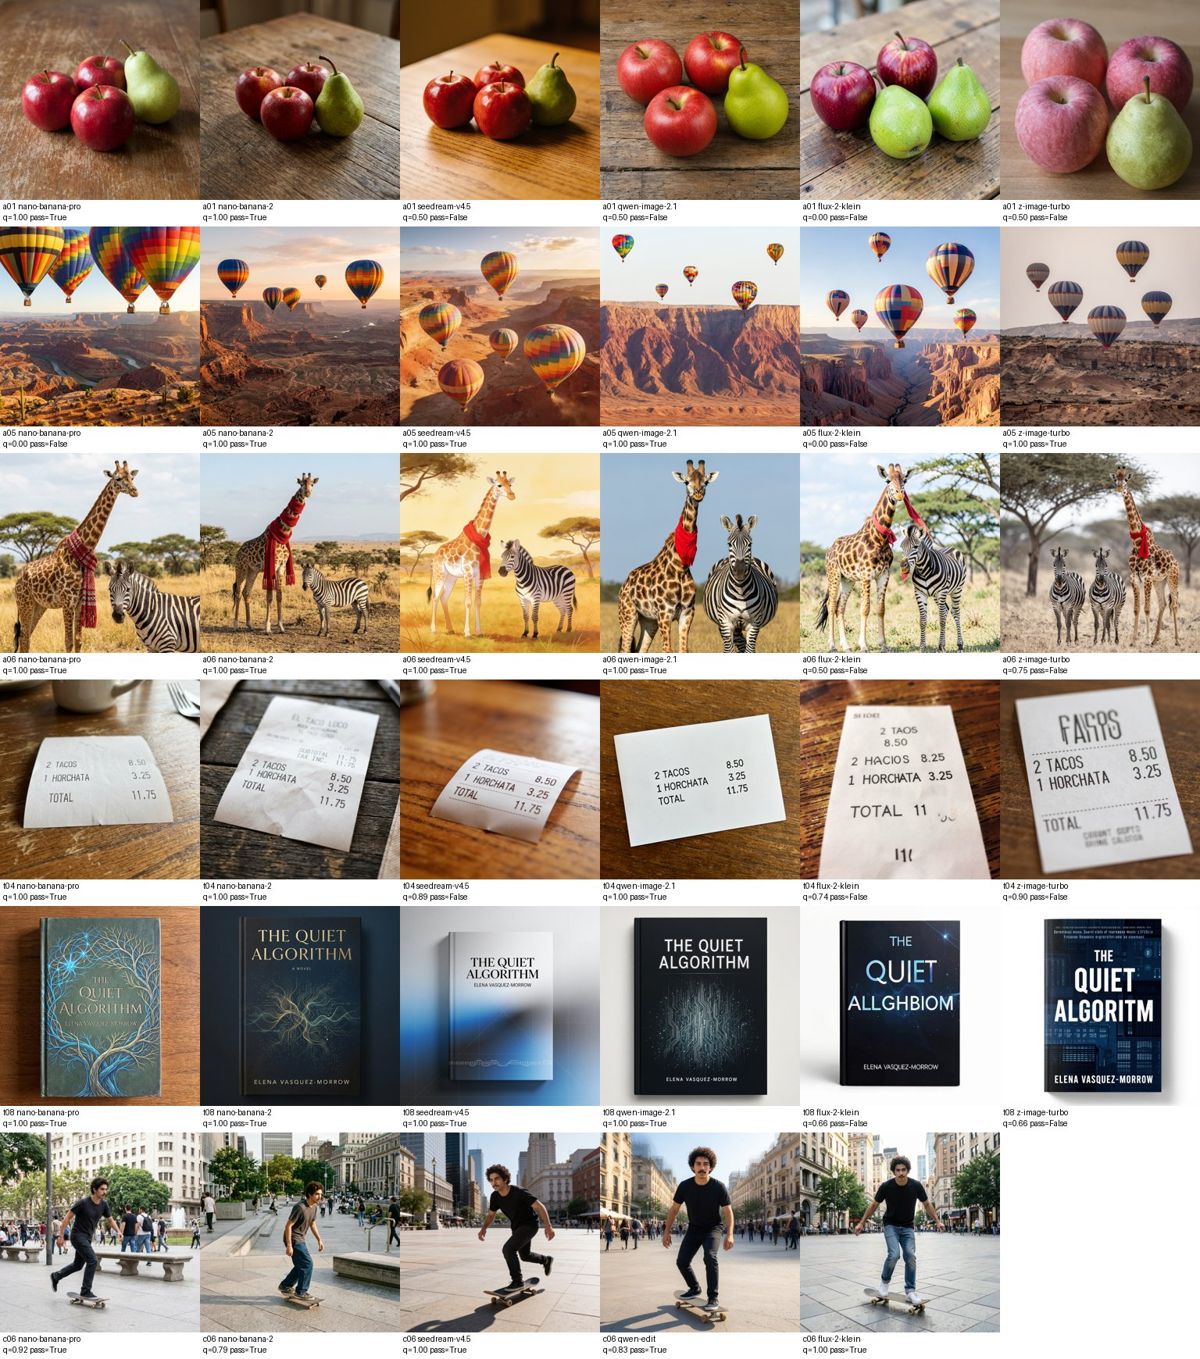 a01 nano-banana-pro
q=1.00 pass=True
a01 nano-banana-2
q=1.00 pass=True
a01 seedream-v4.5
q=0.50 pass=False
a01 qwen-image-2.1
q=0.50 pass=False
a01 flux-2-klein
q=0.00 pass=False
a01 z-image-turbo
q=0.50 pass=False
a05 nano-banana-pro
q=0.00 pass=False
a05 nano-banana-2
q=1.00 pass=True
a05 seedream-v4.5
q=1.00 pass=True
a05 qwen-image-2.1
q=1.00 pass=True
a05 flux-2-klein
q=0.00 pass=False
a05 z-image-turbo
q=1.00 pass=True
a06 nano-banana-pro
q=1.00 pass=True
a06 nano-banana-2
q=1.00 pass=True
a06 seedream-v4.5
q=1.00 pass=True
a06 qwen-image-2.1
q=1.00 pass=True
a06 flux-2-klein
q=0.50 pass=False
a06 z-image-turbo
q=0.75 pass=False
2 TACOS 8.50
1 HORCHATA 3.25
TOTAL 11.75
t04 nano-banana-pro
q=1.00 pass=True
EL TACO LOCO
SUBTOTAL 11.75
2 TACOS 8.50
1 HORCHATA 3.25
TOTAL 11.75
t04 nano-banana-2
q=1.00 pass=True
2 TACOS 8.50
1 HORCHATA 3.25
TOTAL 11.75
t04 seedream-v4.5
q=0.89 pass=False
2 TACOS 8.50
1 HORCHATA 3.25
TOTAL 11.75
t04 qwen-image-2.1
q=1.00 pass=True
2 TAOS
8.50
2 HACIOS 8.25
1 HORCHATA 3.25
TOTAL 11
t04 flux-2-klein
q=0.74 pass=False
2 TACOS 8.50
1 HORCHATA 3.25
TOTAL 11.75
t04 z-image-turbo
q=0.90 pass=False
THE
QUIET
ALGORITHM
ELENA VASQUEZ-MORROW
t08 nano-banana-pro
q=1.00 pass=True
THE QUIET
ALGORITHM
A NOVEL
ELENA VASQUEZ-MORROW
t08 nano-banana-2
q=1.00 pass=True
THE QUIET
ALGORITHM
ELENA VASQUEZ-MORROW
t08 seedream-v4.5
q=1.00 pass=True
THE QUIET
ALGORITHM
ELENA VASQUEZ-MORROW
t08 qwen-image-2.1
q=1.00 pass=True
THE
QUIET
ALLGHBIOM
ELENA VASQUEZ-MORROW
t08 flux-2-klein
q=0.66 pass=False
THE
QUIET
ALGORITM
ELENA VASQUEZ-MORROW
t08 z-image-turbo
q=0.66 pass=False
c06 nano-banana-pro
q=0.92 pass=True
c06 nano-banana-2
q=0.79 pass=True
c06 seedream-v4.5
q=1.00 pass=True
c06 qwen-edit
q=0.83 pass=True
c06 flux-2-klein
q=1.00 pass=True